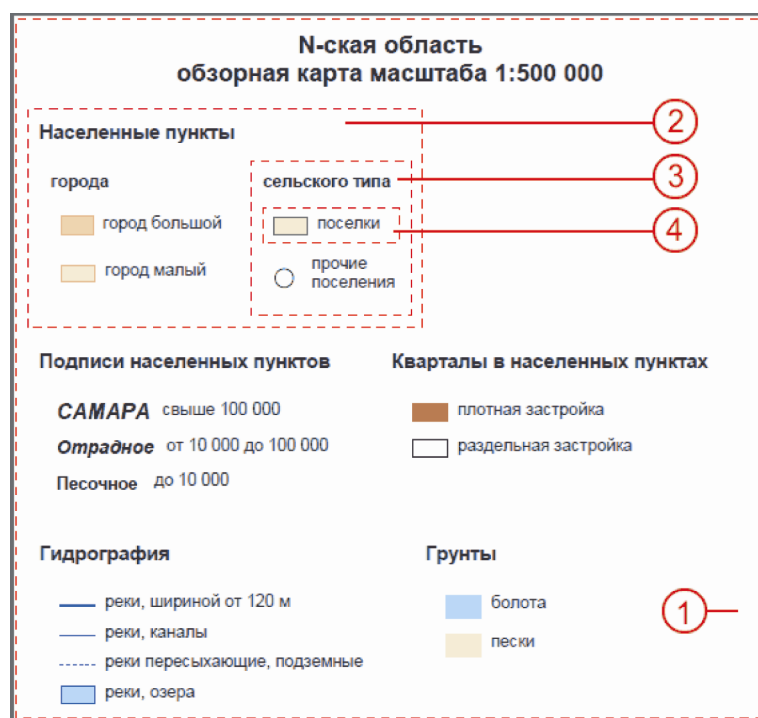 N-ская область
обзорная карта масштаба 1:500 000
2
Населенные пункты
3
города
сельского типа
4
город большой
поселки
город малый
прочие
поселения
Подписи населенных пунктов
Кварталы в населенных пунктах
САМАРА свыше 100 000
плотная застройка
Отрадное от 10 000 до 100 000
раздельная застройка
Песочное до 10 000
Гидрография
Грунты
реки, шириной от 120 м
болота
1
реки, каналы
пески
реки пересыхающие, подземные
реки, озера